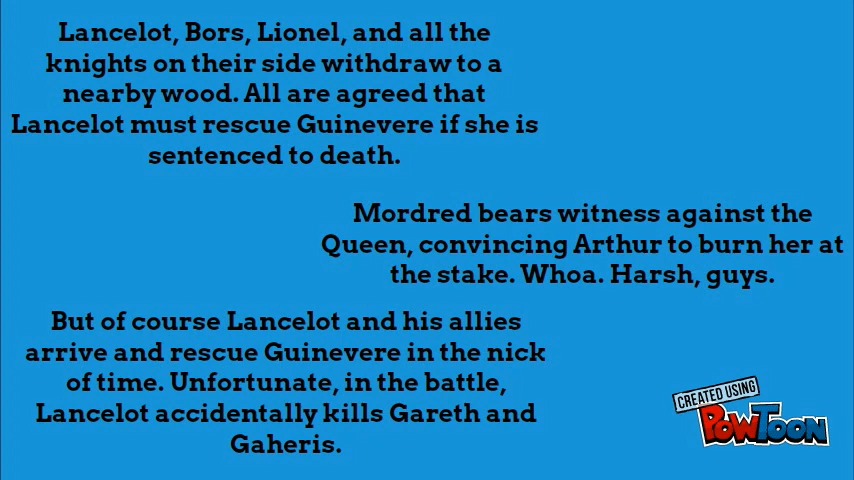 Lancelot, Bors, Lionel, and all the
knights on their side withdraw to a
nearby wood. All are agreed that
Lancelot must rescue Guinevere if she is
sentenced to death.
Mordred bears witness against the
Queen, convincing Arthur to burn her at
the stake. Whoa. Harsh, guys.
But of course Lancelot and his allies
arrive and rescue Guinevere in the nick
of time. Unfortunate, in the battle,
Lancelot accidentally kills Gareth and
Gaheris.
CREATED USING
POWTOON